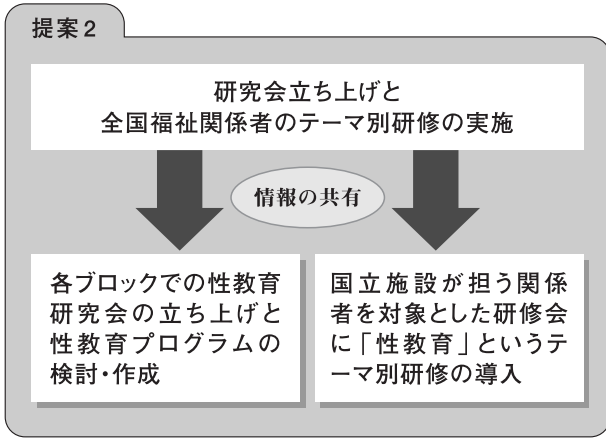 提案2
研究会立ち上げと
全国福祉関係者のテーマ別研修の実施
情報の共有
各ブロックでの性教育
研究会の立ち上げと
性教育プログラムの
検討・作成
国立施設が担う関係
者を対象とした研修会
に「性教育」というテ
ーマ別研修の導入